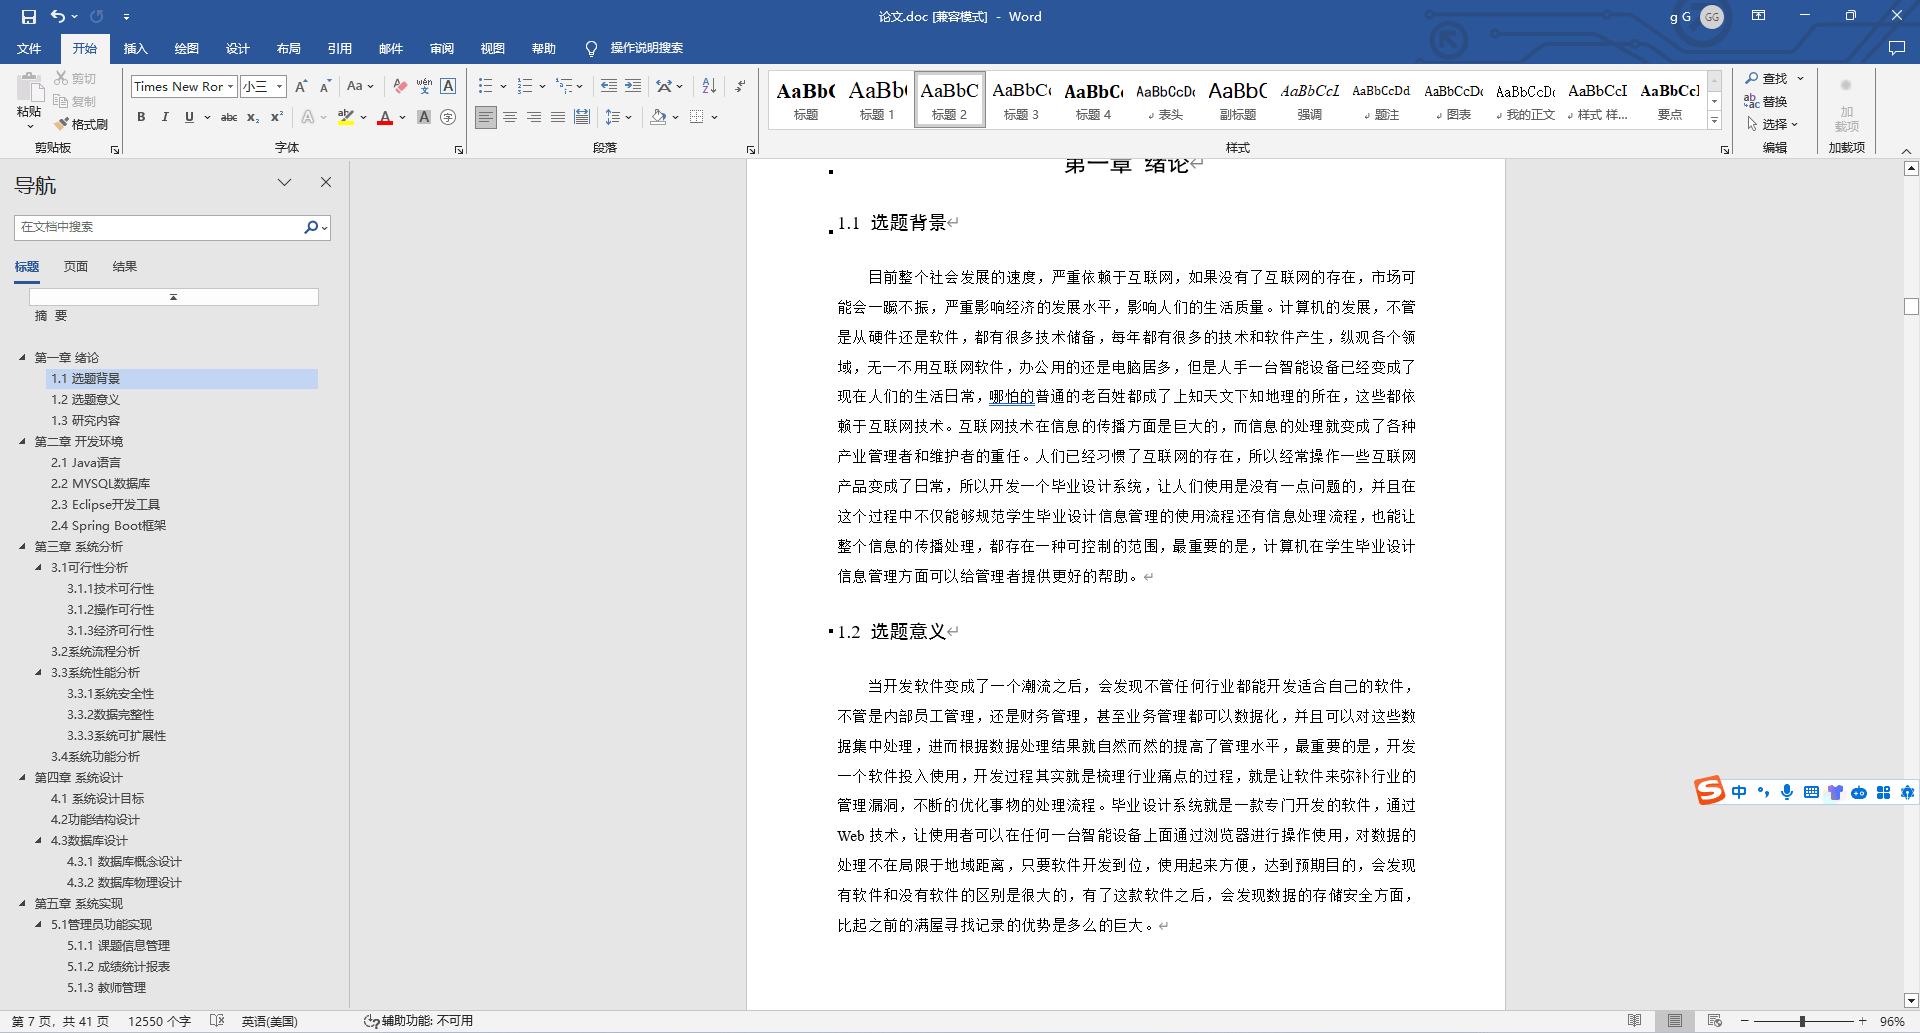 论文.doc [兼容模式] - Word
g G
GG
文件 开始 插入 绘图 设计 布局 引用 邮件 审阅 视图 帮助 操作说明搜索
粘贴
剪切
复制
格式刷
剪贴板
Times New Ror 小三 A A Aa wén 文 A
B I U abc x₂ x² A aby A A 字
字体
段落
AaBb( AaBb( AaBbC AaBbC( AaBbC( AaBbCcDc AaBbC AaBbCcL AaBbCcDd AaBbCcDc AaBbCcDc AaBbCcI AaBbCcI
标题 标题 1 标题 2 标题 3 标题 4 表头 副标题 强调 题注 图表 我的正文 样式 样... 要点
样式
查找
替换
选择
编辑
加
载项
加载项
导航
在文档中搜索
标题 页面 结果
摘 要
第一章 绪论
1.1 选题背景
1.2 选题意义
1.3 研究内容
第二章 开发环境
2.1 Java语言
2.2 MYSQL数据库
2.3 Eclipse开发工具
2.4 Spring Boot框架
第三章 系统分析
3.1可行性分析
3.1.1技术可行性
3.1.2操作可行性
3.1.3经济可行性
3.2系统流程分析
3.3系统性能分析
3.3.1系统安全性
3.3.2数据完整性
3.3.3系统可扩展性
3.4系统功能分析
第四章 系统设计
4.1 系统设计目标
4.2功能结构设计
4.3数据库设计
4.3.1 数据库概念设计
4.3.2 数据库物理设计
第五章 系统实现
5.1管理员功能实现
5.1.1 课题信息管理
5.1.2 成绩统计报表
5.1.3 教师管理
第一章 绪论
1.1 选题背景
目前整个社会发展的速度，严重依赖于互联网，如果没有了互联网的存在，市场可
能会一蹶不振，严重影响经济的发展水平，影响人们的生活质量。计算机的发展，不管
是从硬件还是软件，都有很多技术储备，每年都有很多的技术和软件产生，纵观各个领
域，无一不用互联网软件，办公用的还是电脑居多，但是人手一台智能设备已经变成了
现在人们的生活日常，哪怕的普通的老百姓都成了上知天文下知地理的所在，这些都依
赖于互联网技术。互联网技术在信息的传播方面是巨大的，而信息的处理就变成了各种
产业管理者和维护者的重任。人们已经习惯了互联网的存在，所以经常操作一些互联网
产品变成了日常，所以开发一个毕业设计系统，让人们使用是没有一点问题的，并且在
这个过程中不仅能够规范学生毕业设计信息管理的使用流程还有信息处理流程，也能让
整个信息的传播处理，都存在一种可控制的范围，最重要的是，计算机在学生毕业设计
信息管理方面可以给管理者提供更好的帮助。
1.2 选题意义
当开发软件变成了一个潮流之后，会发现不管任何行业都能开发适合自己的软件，
不管是内部员工管理，还是财务管理，甚至业务管理都可以数据化，并且可以对这些数
据集中处理，进而根据数据处理结果就自然而然的提高了管理水平，最重要的是，开发
一个软件投入使用，开发过程其实就是梳理行业痛点的过程，就是让软件来弥补行业的
管理漏洞，不断的优化事物的处理流程。毕业设计系统就是一款专门开发的软件，通过
Web 技术，让使用者可以在任何一台智能设备上面通过浏览器进行操作使用，对数据的
处理不在局限于地域距离，只要软件开发到位，使用起来方便，达到预期目的，会发现
有软件和没有软件的区别是很大的，有了这款软件之后，会发现数据的存储安全方面，
比起之前的满屋寻找记录的优势是多么的巨大。
中
第 7 页，共 41 页 12550 个字 英语(美国) 辅助功能: 不可用 96%